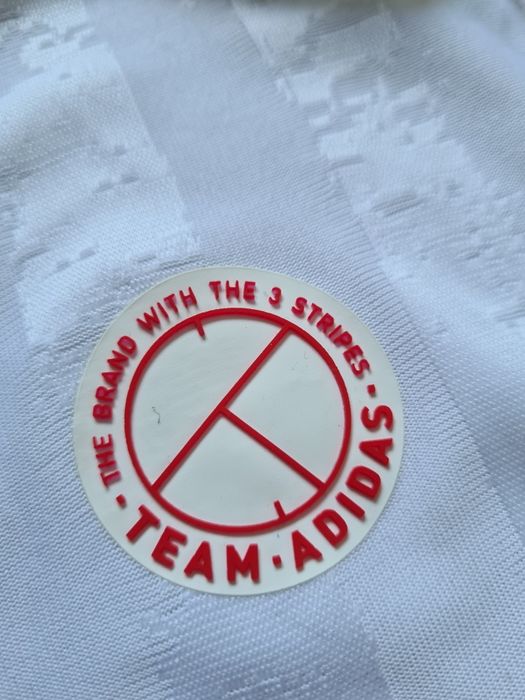 THE BRAND WITH THE 3 STRIPES
- TEAM · ADIDAS -